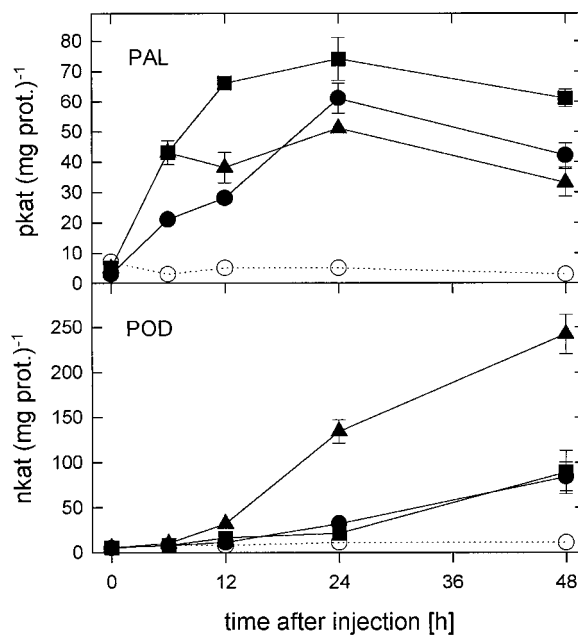 PAL
pkat (mg prot.)⁻¹
80
70
60
50
40
30
20
10
0
POD
nkat (mg prot.)⁻¹
250
200
150
100
50
0
0 12 24 36 48
time after injection [h]